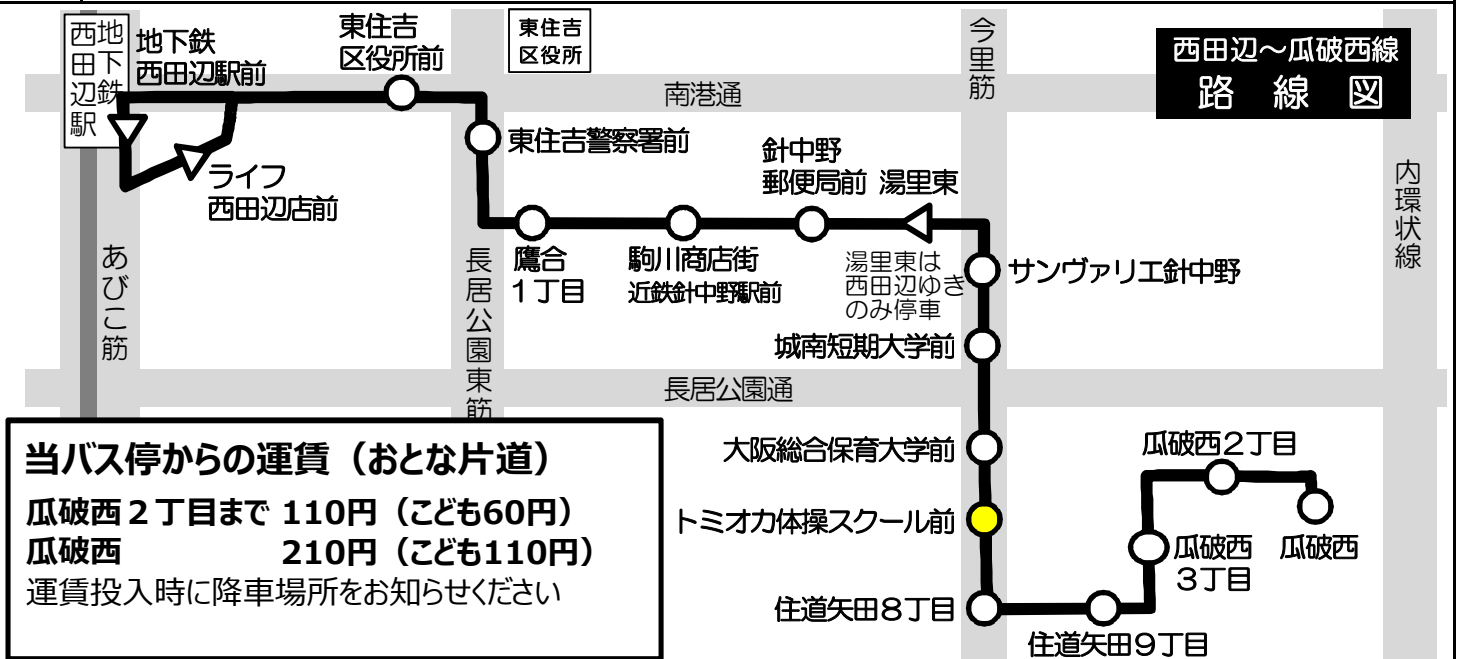 地下鉄
西田辺駅
地下鉄
西田辺駅前
東住吉
区役所前
東住吉
区役所
今里筋
西田辺～瓜破西線
路線図
南港通
東住吉警察署前
針中野
郵便局前
湯里東
ライフ
西田辺店前
内環状線
あびこ筋
長居公園東筋
鷹合
1丁目
駒川商店街
近鉄針中野駅前
湯里東は
西田辺ゆき
のみ停車
サンヴァリエ針中野
城南短期大学前
長居公園通
当バス停からの運賃（おとな片道）
瓜破西２丁目まで 110円（こども60円）
瓜破西 210円（こども110円）
運賃投入時に降車場所をお知らせください
大阪総合保育大学前
瓜破西2丁目
トミオカ体操スクール前
瓜破西
3丁目
瓜破西
住道矢田8丁目
住道矢田9丁目